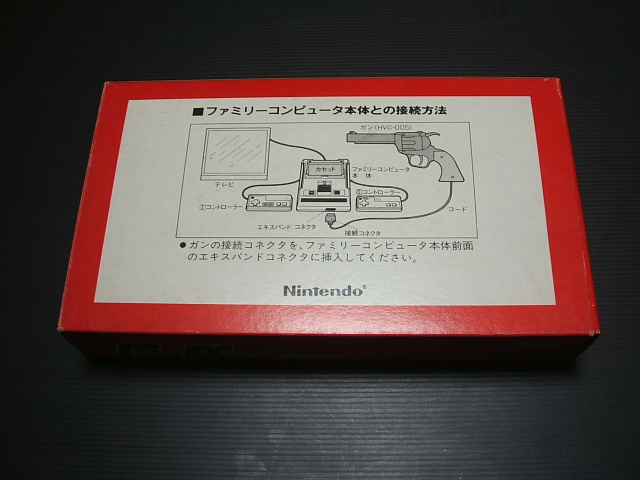 ■ファミリーコンピュータ本体との接続方法
ガン(HVC-005)
カセット
ファミリーコンピュータ
本 体
テレビ
Ⅱコントローラー
Ⅰコントローラー
コード
エキスパンド コネクタ
接続コネクタ
●ガンの接続コネクタを、ファミリーコンピュータ本体前面
のエキスパンドコネクタに挿入してください。
Nintendo®